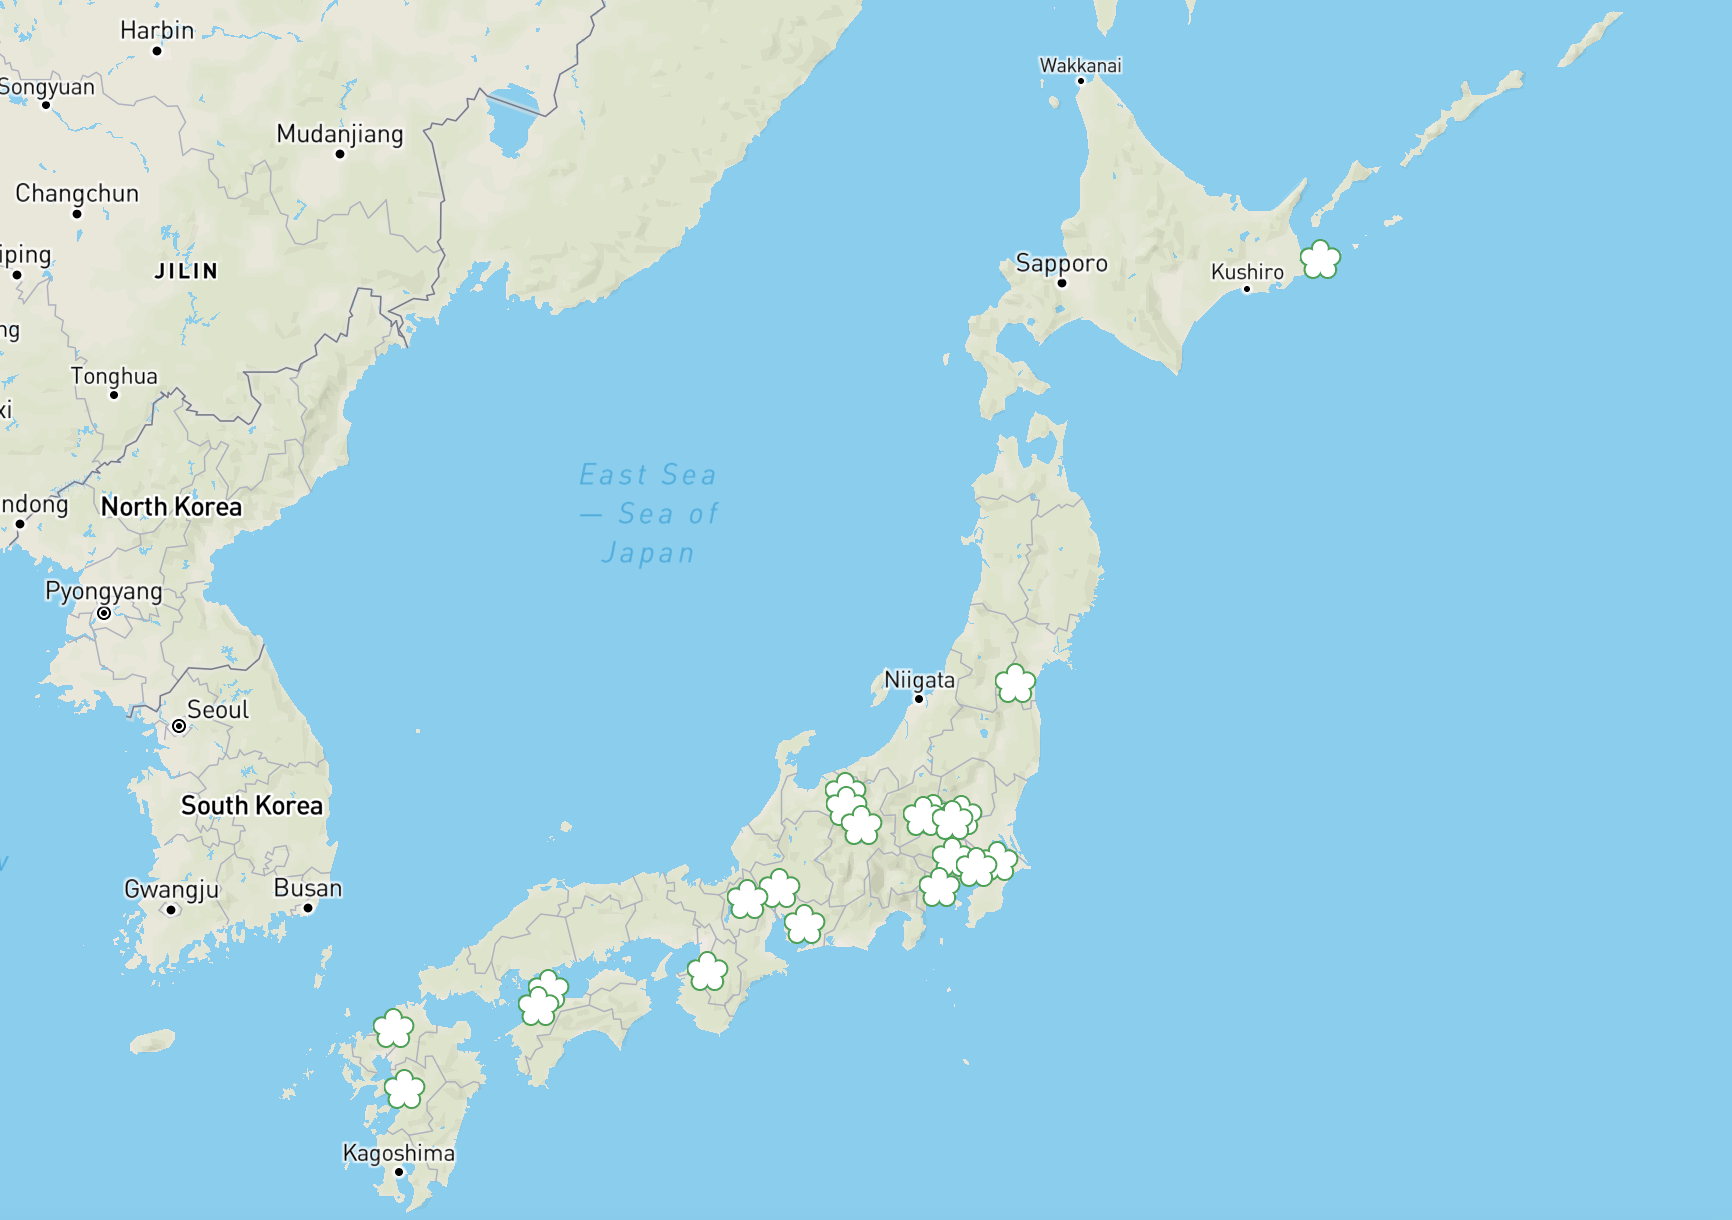 Harbin
Wakkanai
Songyuan
Mudanjiang
Changchun
iping
JILIN
Sapporo
Kushiro
ng
Tonghua
xi
East Sea
— Sea of
Japan
ndong
North Korea
Pyongyang
Niigata
Seoul
South Korea
Gwangju
Busan
Kagoshima